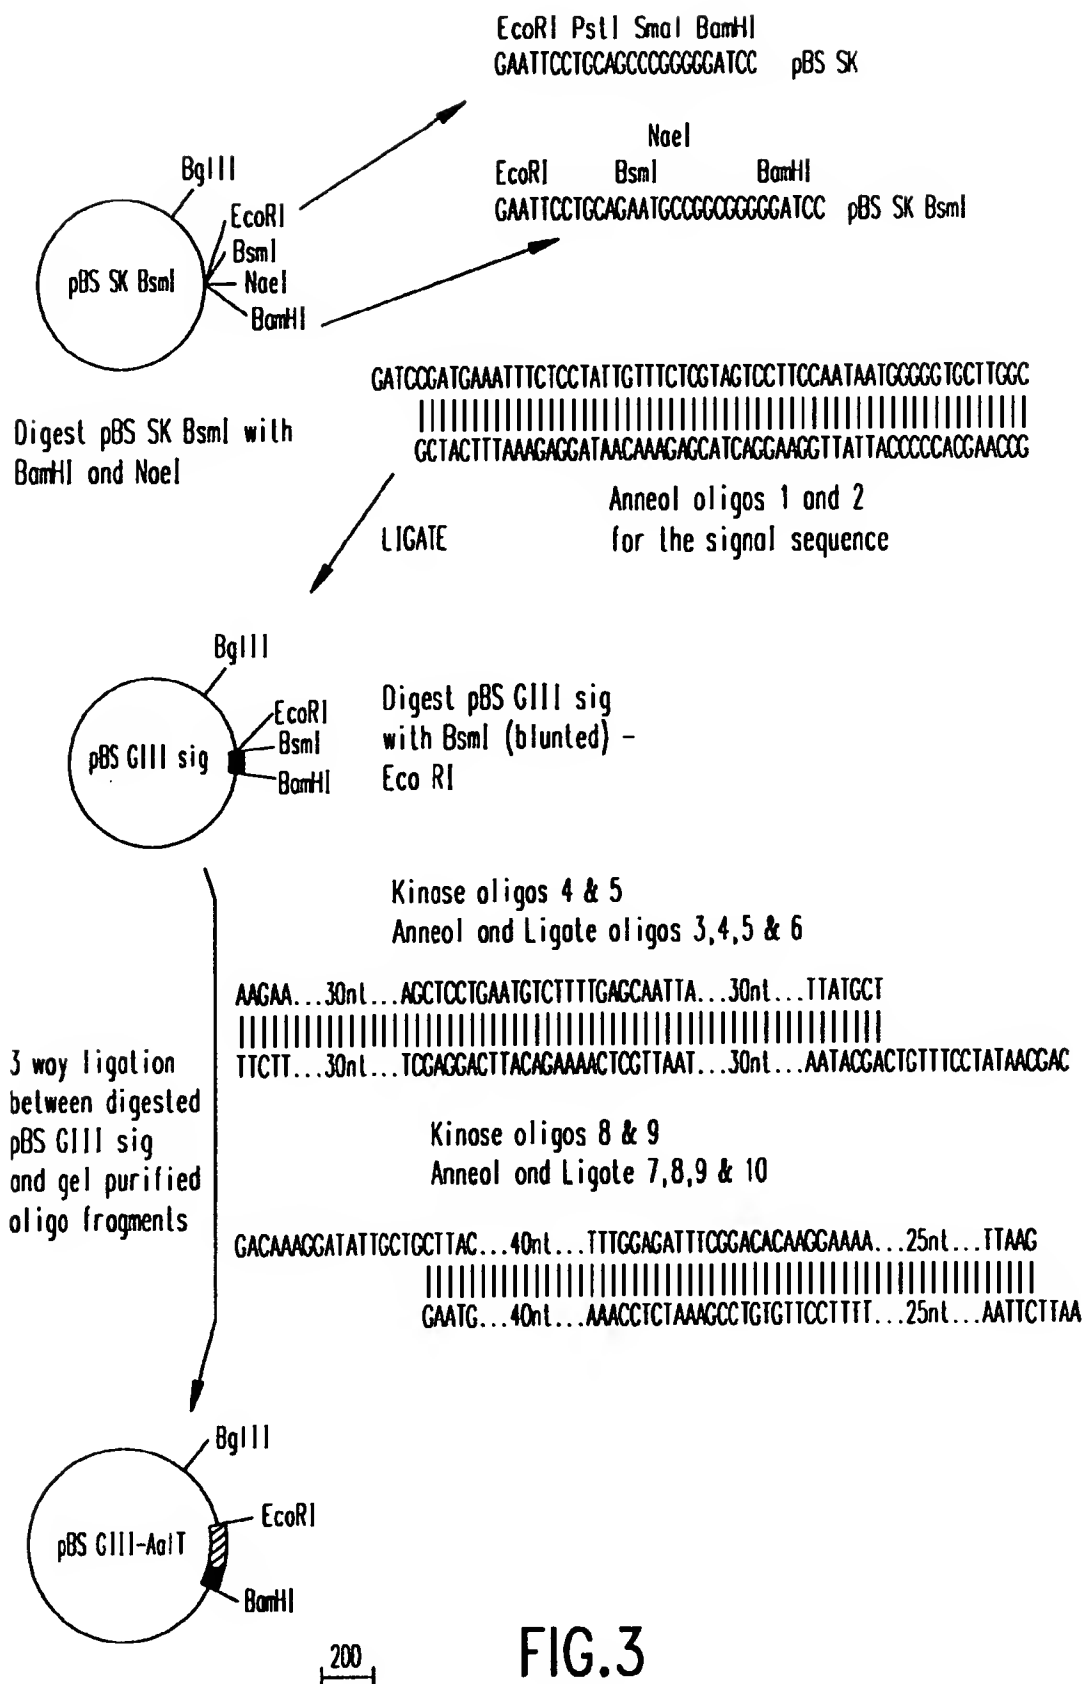 EcoRI PstI SmaI BamHI
GAATTCCTGCAGCCCGGGGGATCC pBS SK
NaeI
EcoRI BsmI BamHI
GAATTCCTGCAGAATGCCGGCGGGGGATCC pBS SK BsmI
BglII
EcoRI
BsmI
NaeI
BamHI
pBS SK BsmI
GATCCGATGAAATTTCTCCTATTGTTTCTCGTAGTCCTTCCAATAATGGGGGTGCTTGGC
GCTACTTTAAAGAGGATAACAAAGAGCATCAGGAAGGTTATTACCCCCACGAACCG
Digest pBS SK BsmI with
BamHI and NaeI
Anneal oligos 1 and 2
for the signal sequence
LIGATE
BglII
EcoRI
BsmI
BamHI
pBS GIII sig
Digest pBS GIII sig
with BsmI (blunted) -
Eco RI
Kinase oligos 4 & 5
Anneal and Ligate oligos 3,4,5 & 6
AAGAA...30nt...AGCTCCTGAATGTCTTTTGAGCAATTA...30nt...TTATGCT
TTCTT...30nt...TCGAGGACTTACAGAAAACTCGTTAAT...30nt...AATACGACTGTTTCCTATAACGAC
3 way ligation
between digested
pBS GIII sig
and gel purified
oligo fragments
Kinase oligos 8 & 9
Anneal and Ligate 7,8,9 & 10
GACAAAGGATATTGCTGCTTAC...40nt...TTTGGAGATTTCGGACACAAGGAAAA...25nt...TTAAG
GAATG...40nt...AAACCTCTAAAGCCTGTGTTCCTTTT...25nt...AATTCTTAA
BglII
EcoRI
BamHI
pBS GIII-AaIT
200
FIG.3